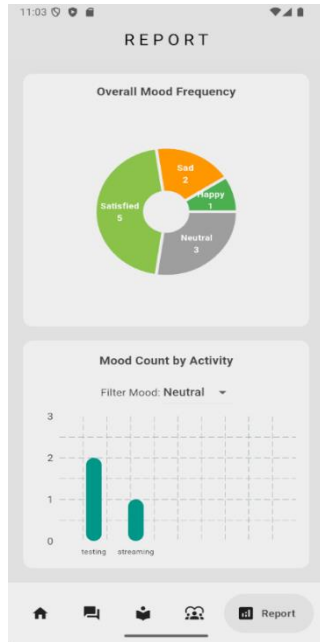 11:03
REPORT
Overall Mood Frequency
Sad
2
Happy
1
Satisfied
5
Neutral
3
Mood Count by Activity
Filter Mood: Neutral
3
2
1
0
testing streaming
Report